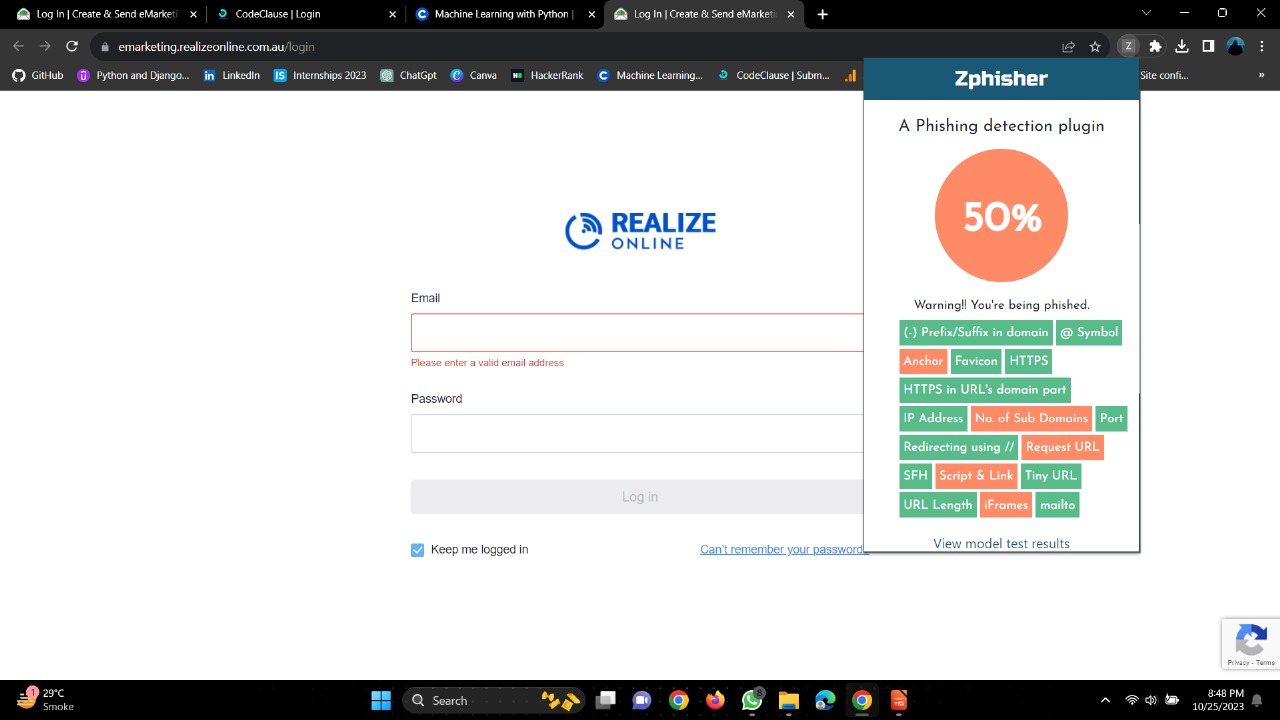 Log In | Create & Send eMarketi
CodeClause | Login
Machine Learning with Python |
Log In | Create & Send eMarketi
emarketing.realizeonline.com.au/login
Z
GitHub
Python and Django...
LinkedIn
IS
Internships 2023
ChatGpt
Canva
HackerRank
Machine Learning...
CodeClause | Subm...
Site confi...
»
Zphisher
A Phishing detection plugin
50%
Warning!! You're being phished.
(-) Prefix/Suffix in domain
@ Symbol
Anchor
Favicon
HTTPS
HTTPS in URL's domain part
IP Address
No. of Sub Domains
Port
Redirecting using //
Request URL
SFH
Script & Link
Tiny URL
URL Length
iFrames
mailto
View model test results
REALIZE
ONLINE
Email
Please enter a valid email address
Password
Log in
Keep me logged in
Can't remember your password
Privacy - Terms
1
29°C
Smoke
Search
8
8:48 PM
10/25/2023